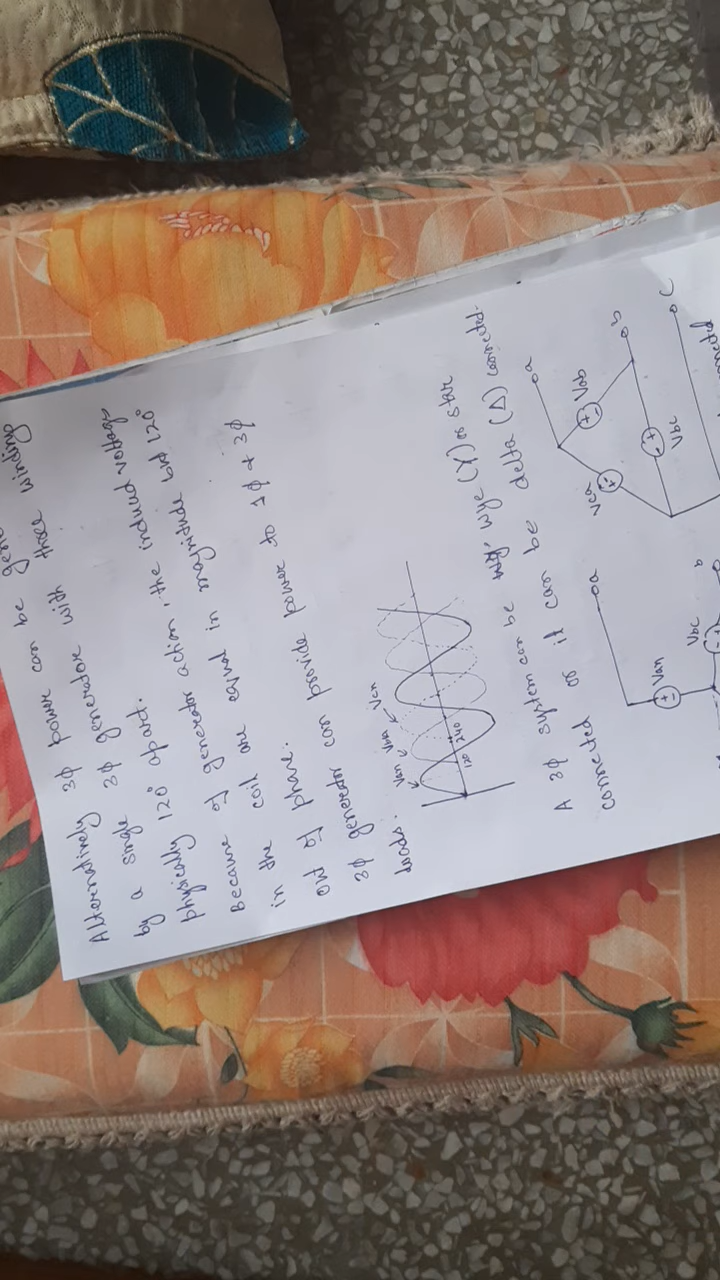 Alternatively 3ϕ power can be gene
by a single 3ϕ generator with three winding
physically 120° apart.
Because of generator action, the induced voltage
in the coil are equal in magnitude and 120°
out of phase.
3ϕ generator can provide power to 1ϕ & 3ϕ
loads.
Van Vbn Vcn
120 240
A 3ϕ system can be wye (Y) or star
connected or it can be delta (Δ) connected.
a
Van
Vbc
b
a
Vca
Vab
b
Vbc
c